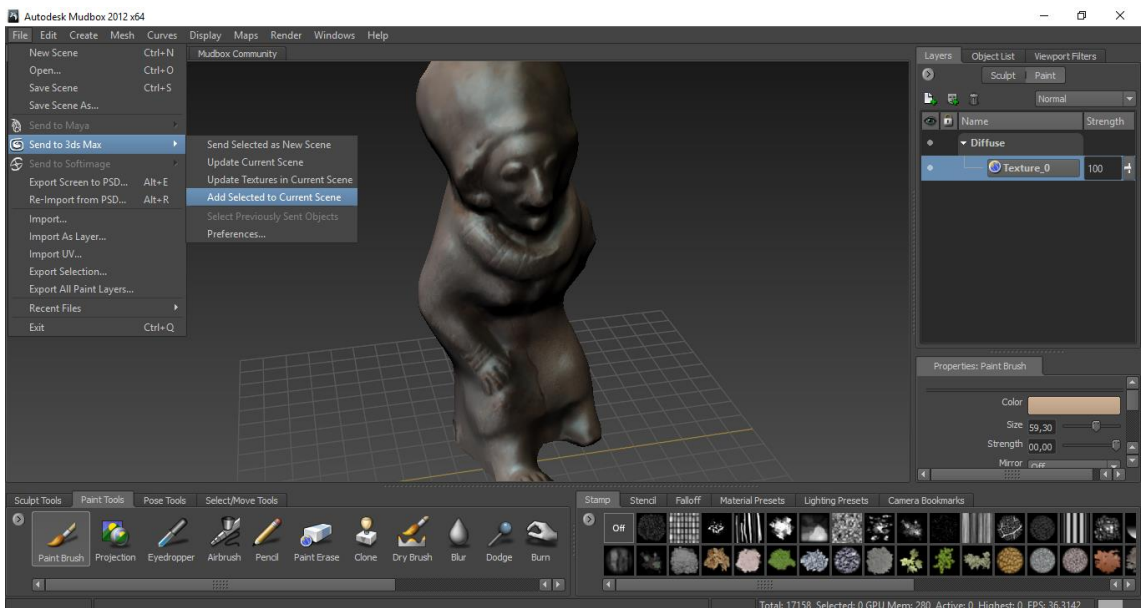 Autodesk Mudbox 2012 x64
File Edit Create Mesh Curves Display Maps Render Windows Help
New Scene Ctrl+N
Open... Ctrl+O
Save Scene Ctrl+S
Save Scene As...
Send to Maya
Send to 3ds Max
Send to Softimage
Export Screen to PSD... Alt+E
Re-Import from PSD... Alt+R
Import...
Import As Layer...
Import UV...
Export Selection...
Export All Paint Layers...
Recent Files
Exit Ctrl+Q
Mudbox Community
Send Selected as New Scene
Update Current Scene
Update Textures in Current Scene
Add Selected to Current Scene
Select Previously Sent Objects
Preferences...
Layers Object List Viewport Filters
Sculpt Paint
Normal
Name Strength
Diffuse
Texture_0 100
Properties: Paint Brush
Color
Size 59,30
Strength 00,00
Mirror Off
Sculpt Tools Paint Tools Pose Tools Select/Move Tools
Paint Brush Projection Eyedropper Airbrush Pencil Paint Erase Clone Dry Brush Blur Dodge Burn
Stamp Stencil Falloff Material Presets Lighting Presets Camera Bookmarks
Off
Total: 17158 Selected: 0 GPU Mem: 280 Active: 0, Highest: 0 FPS: 36.3142